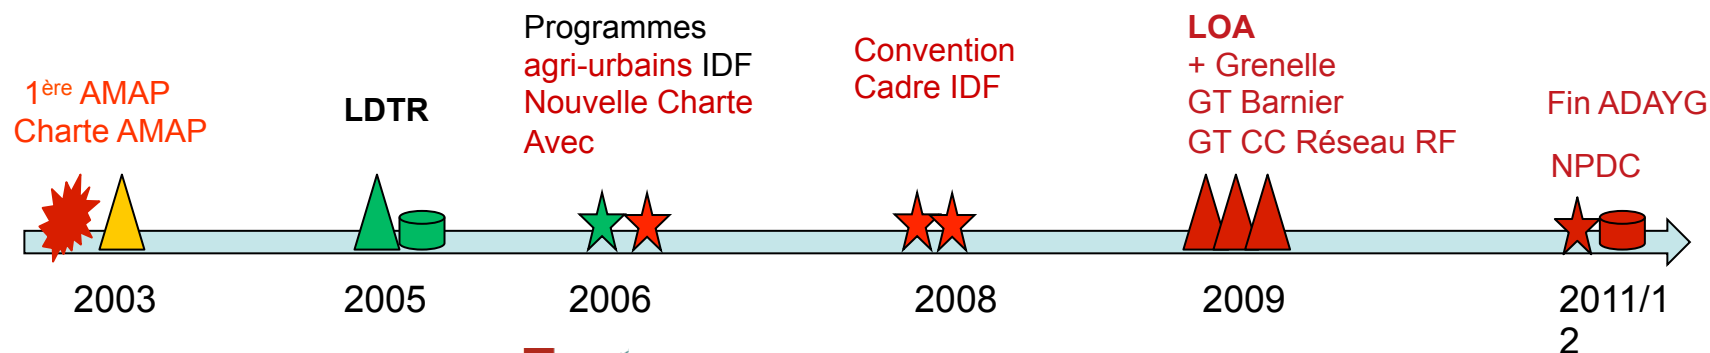 1ère AMAP
Charte AMAP
LDTR
Programmes
agri-urbains IDF
Nouvelle Charte
Avec
Convention
Cadre IDF
LOA
+ Grenelle
GT Barnier
GT CC Réseau RF
Fin ADAYG
NPDC
2003
2005
2006
2008
2009
2011/1
2